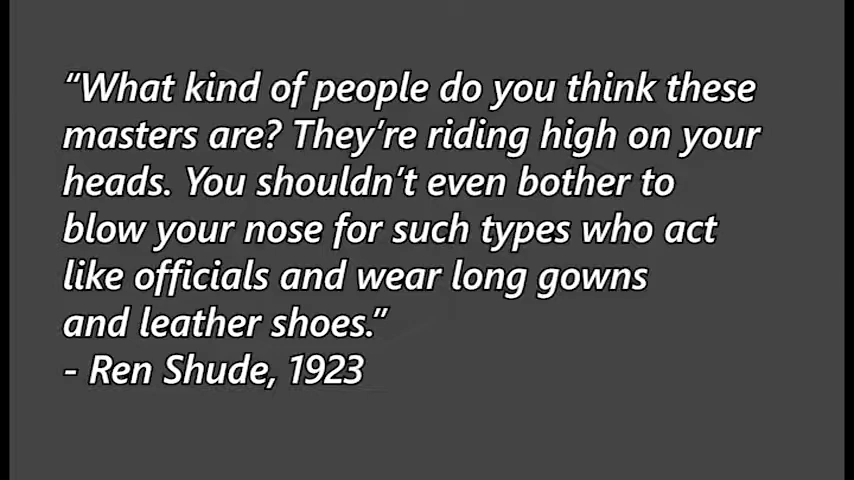 “What kind of people do you think these
masters are? They’re riding high on your
heads. You shouldn’t even bother to
blow your nose for such types who act
like officials and wear long gowns
and leather shoes.”
- Ren Shude, 1923